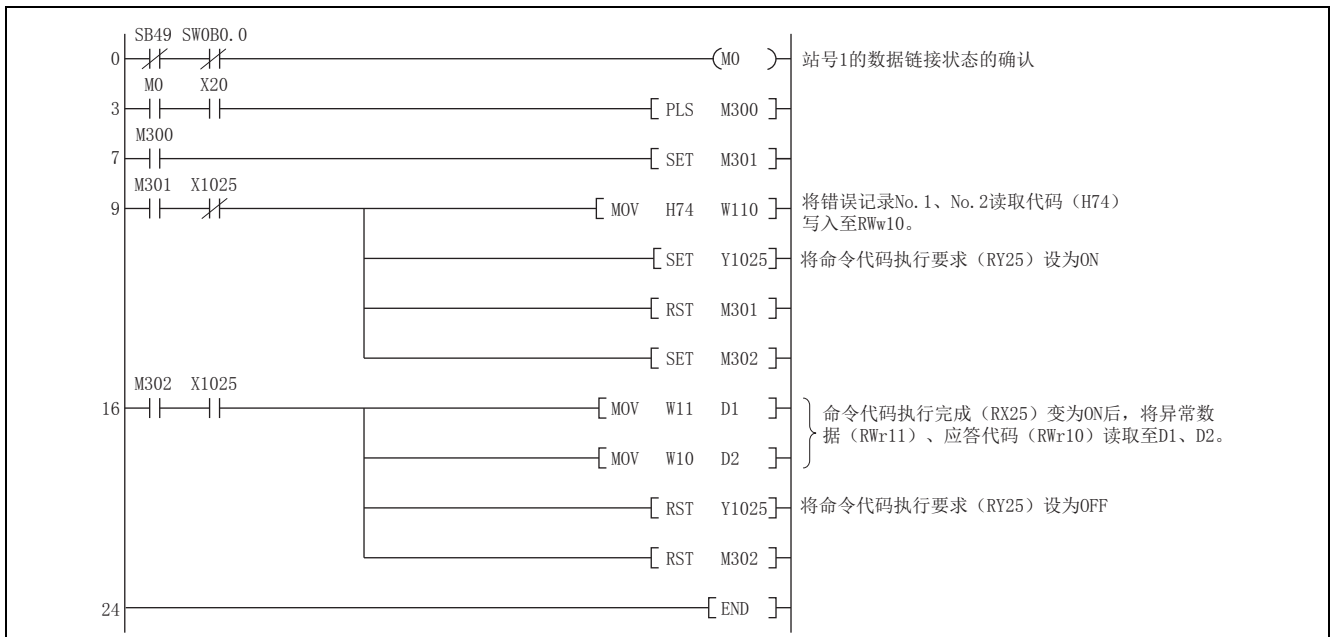 SB49 SW0B0.0
0 M0 站号1的数据链接状态的确认
M0 X20
3 PLS M300
M300
7 SET M301
M301 X1025
9 MOV H74 W110 将错误记录No.1、No.2读取代码（H74）
写入至RWw10。
SET Y1025 将命令代码执行要求（RY25）设为ON
RST M301
SET M302
M302 X1025
16 MOV W11 D1 命令代码执行完成（RX25）变为ON后，将异常数
据（RWr11）、应答代码（RWr10）读取至D1、D2。
MOV W10 D2
RST Y1025 将命令代码执行要求（RY25）设为OFF
RST M302
24 END